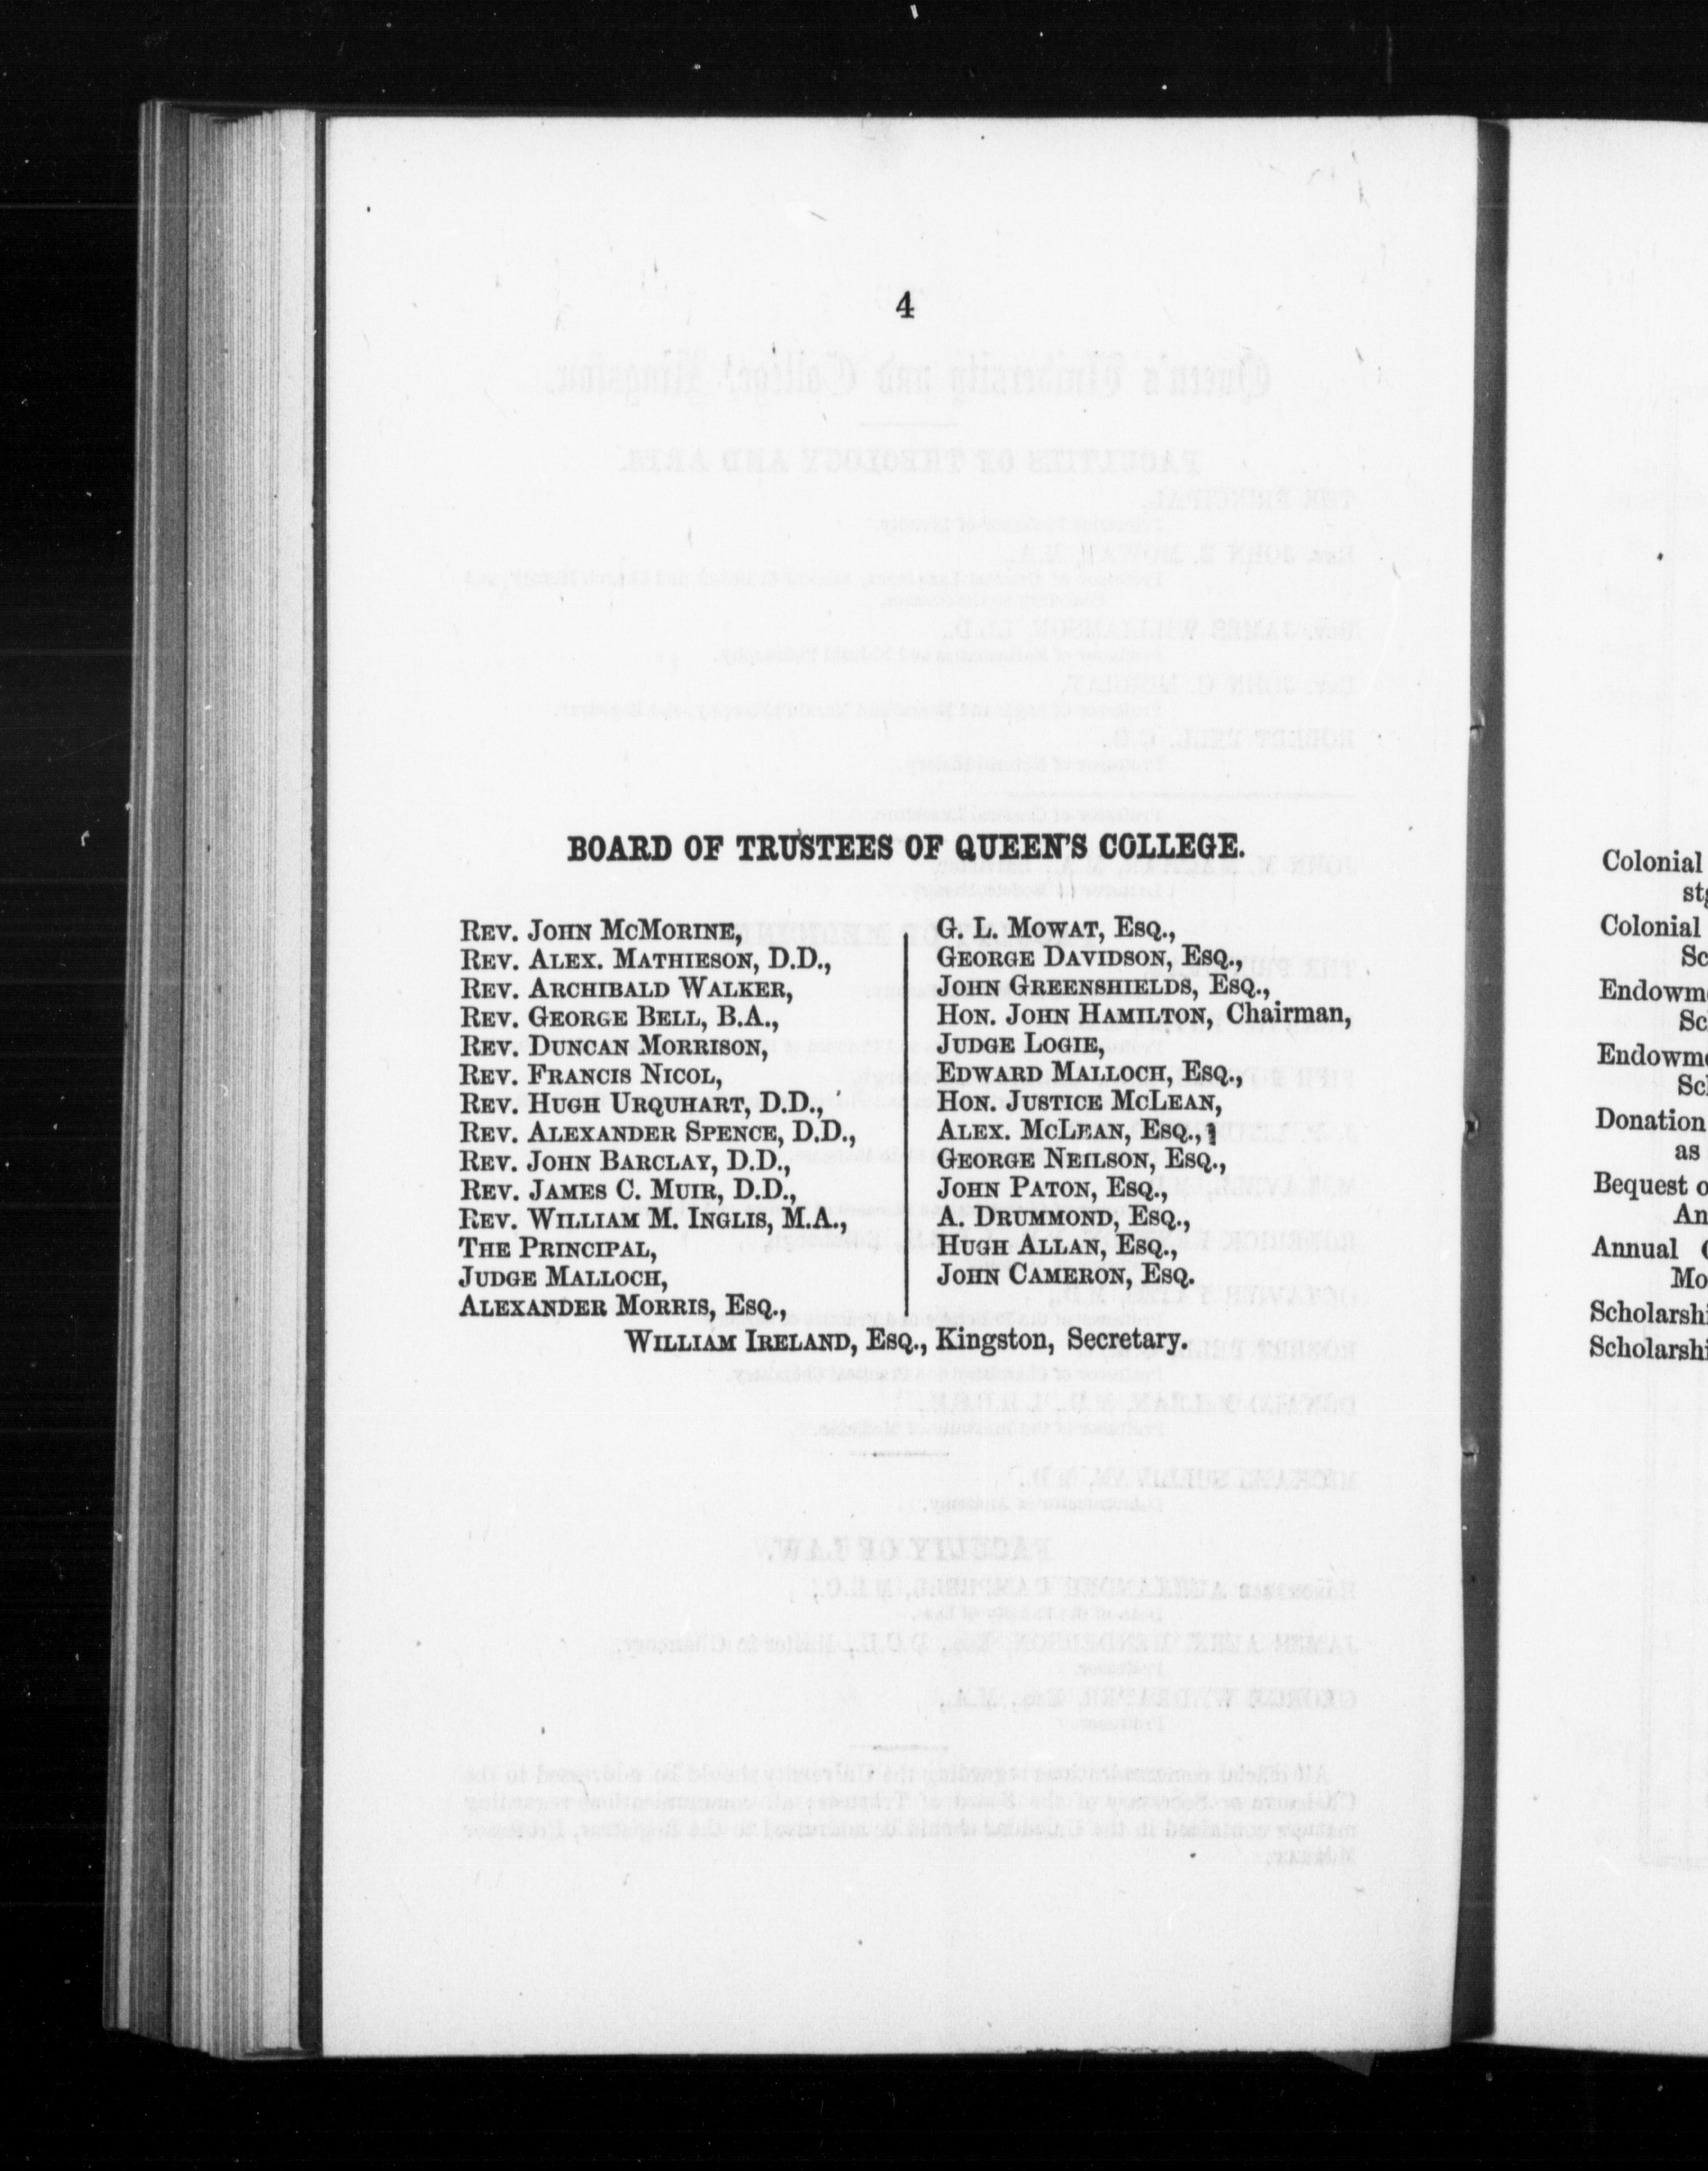 4
BOARD OF TRUSTEES OF QUEEN'S COLLEGE.
REV. JOHN MCMORINE,
REV. ALEX. MATHIESON, D.D.,
REV. ARCHIBALD WALKER,
REV. GEORGE BELL, B.A.,
REV. DUNCAN MORRISON,
REV. FRANCIS NICOL,
REV. HUGH URQUHART, D.D.,
REV. ALEXANDER SPENCE, D.D.,
REV. JOHN BARCLAY, D.D.,
REV. JAMES C. MUIR, D.D.,
REV. WILLIAM M. INGLIS, M.A.,
THE PRINCIPAL,
JUDGE MALLOCH,
ALEXANDER MORRIS, ESQ.,
G. L. MOWAT, ESQ.,
GEORGE DAVIDSON, ESQ.,
JOHN GREENSHIELDS, ESQ.,
HON. JOHN HAMILTON, Chairman,
JUDGE LOGIE,
EDWARD MALLOCH, ESQ.,
HON. JUSTICE MCLEAN,
ALEX. MCLEAN, ESQ.,
GEORGE NEILSON, ESQ.,
JOHN PATON, ESQ.,
A. DRUMMOND, ESQ.,
HUGH ALLAN, ESQ.,
JOHN CAMERON, ESQ.
WILLIAM IRELAND, ESQ., Kingston, Secretary.
Colonial
Colonial
Donation
as
Bequest
Annual